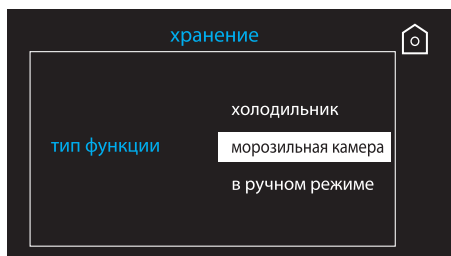 хранение
холодильник
тип функции
морозильная камера
в ручном режиме